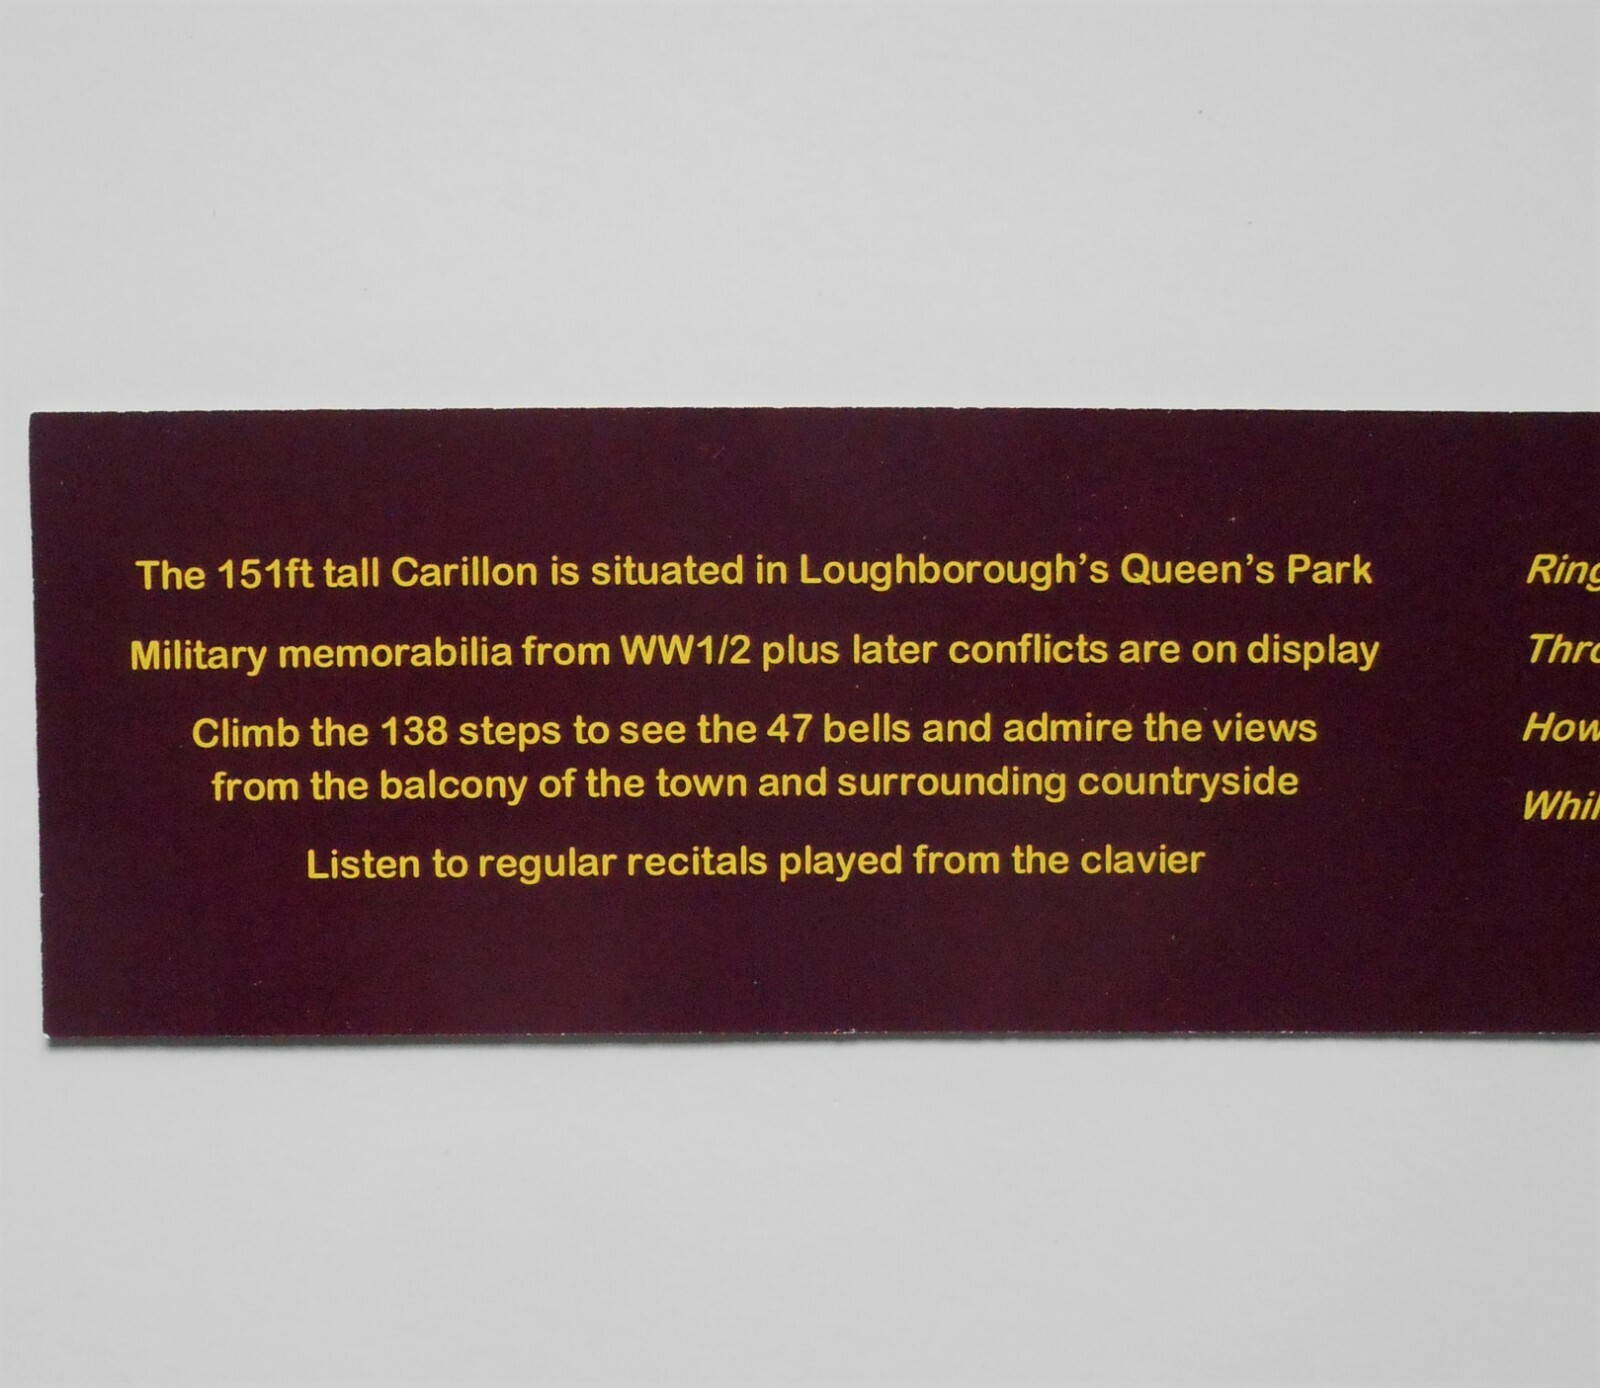 The 151ft tall Carillon is situated in Loughborough's Queen's Park
Military memorabilia from WW1/2 plus later conflicts are on display
Climb the 138 steps to see the 47 bells and admire the views
from the balcony of the town and surrounding countryside
Listen to regular recitals played from the clavier
How